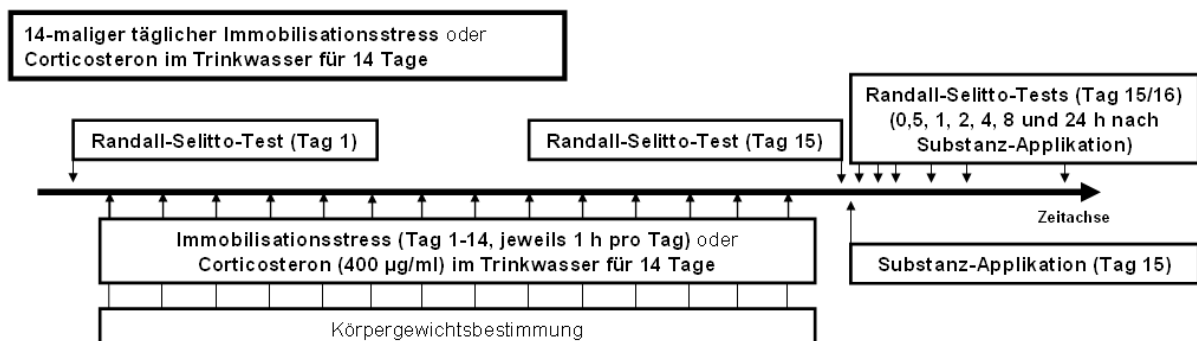 14-maliger täglicher Immobilisationsstress oder
Corticosteron im Trinkwasser für 14 Tage
Randall-Selitto-Test (Tag 1)
Randall-Selitto-Test (Tag 15)
Randall-Selitto-Tests (Tag 15/16)
(0,5, 1, 2, 4, 8 und 24 h nach
Substanz-Applikation)
Zeitachse
Immobilisationsstress (Tag 1-14, jeweils 1 h pro Tag) oder
Corticosteron (400 µg/ml) im Trinkwasser für 14 Tage
Substanz-Applikation (Tag 15)
Körpergewichtsbestimmung